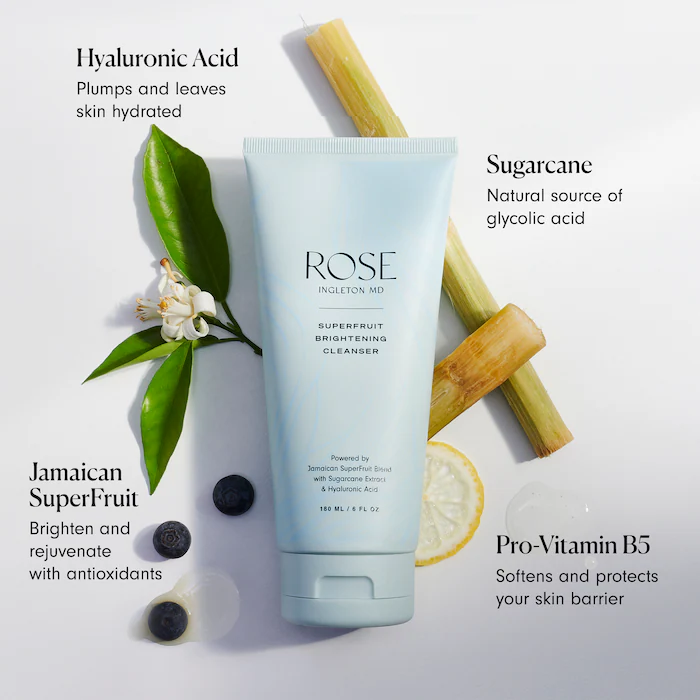 Hyaluronic Acid
Plumps and leaves
skin hydrated
Sugarcane
Natural source of
glycolic acid
ROSE
INGLETON MD
SUPERFRUIT
BRIGHTENING
CLEANSER
Powered by
Jamaican SuperFruit Blend
with Sugarcane Extract
& Hyaluronic Acid
180 ML / 6 FL OZ
Jamaican
SuperFruit
Brighten and
rejuvenate
with antioxidants
Pro-Vitamin B5
Softens and protects
your skin barrier